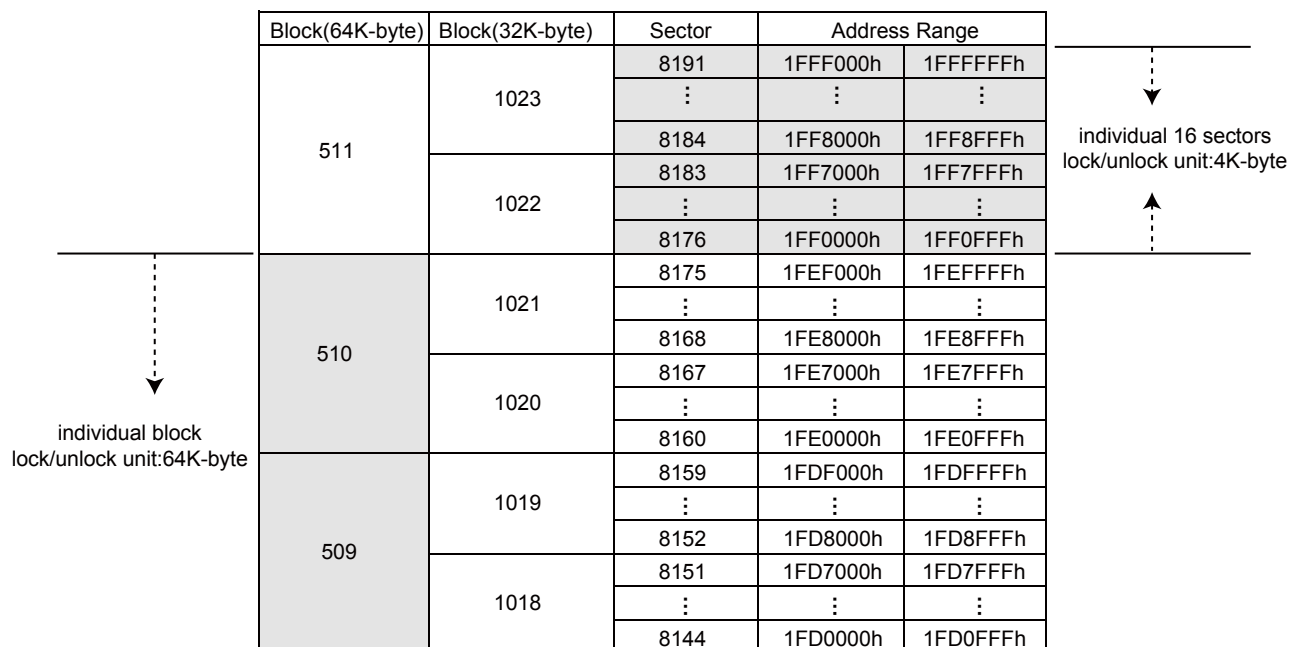 Block(64K-byte) Block(32K-byte) Sector Address Range
8191 1FFF000h 1FFFFFFh
1023
8184 1FF8000h 1FF8FFFh
511
8183 1FF7000h 1FF7FFFh
1022
8176 1FF0000h 1FF0FFFh
individual 16 sectors
lock/unlock unit:4K-byte
8175 1FEF000h 1FEFFFFh
1021
8168 1FE8000h 1FE8FFFh
510
8167 1FE7000h 1FE7FFFh
1020
8160 1FE0000h 1FE0FFFh
individual block
lock/unlock unit:64K-byte
8159 1FDF000h 1FDFFFFh
1019
8152 1FD8000h 1FD8FFFh
509
8151 1FD7000h 1FD7FFFh
1018
8144 1FD0000h 1FD0FFFh